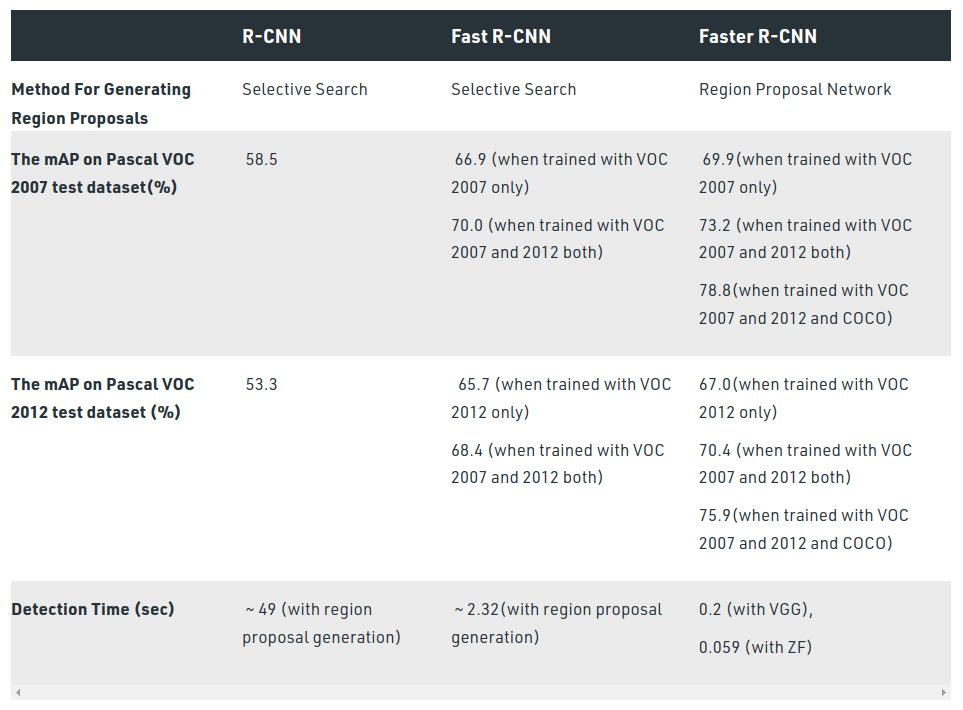 R-CNN Fast R-CNN Faster R-CNN
Method For Generating
Region Proposals
Selective Search
Selective Search
Region Proposal Network
The mAP on Pascal VOC
2007 test dataset(%)
58.5
66.9 (when trained with VOC
2007 only)
70.0 (when trained with VOC
2007 and 2012 both)
69.9(when trained with VOC
2007 only)
73.2 (when trained with VOC
2007 and 2012 both)
78.8(when trained with VOC
2007 and 2012 and COCO)
The mAP on Pascal VOC
2012 test dataset (%)
53.3
65.7 (when trained with VOC
2012 only)
68.4 (when trained with VOC
2007 and 2012 both)
67.0(when trained with VOC
2012 only)
70.4 (when trained with VOC
2007 and 2012 both)
75.9(when trained with VOC
2007 and 2012 and COCO)
Detection Time (sec)
~ 49 (with region
proposal generation)
~ 2.32(with region proposal
generation)
0.2 (with VGG),
0.059 (with ZF)